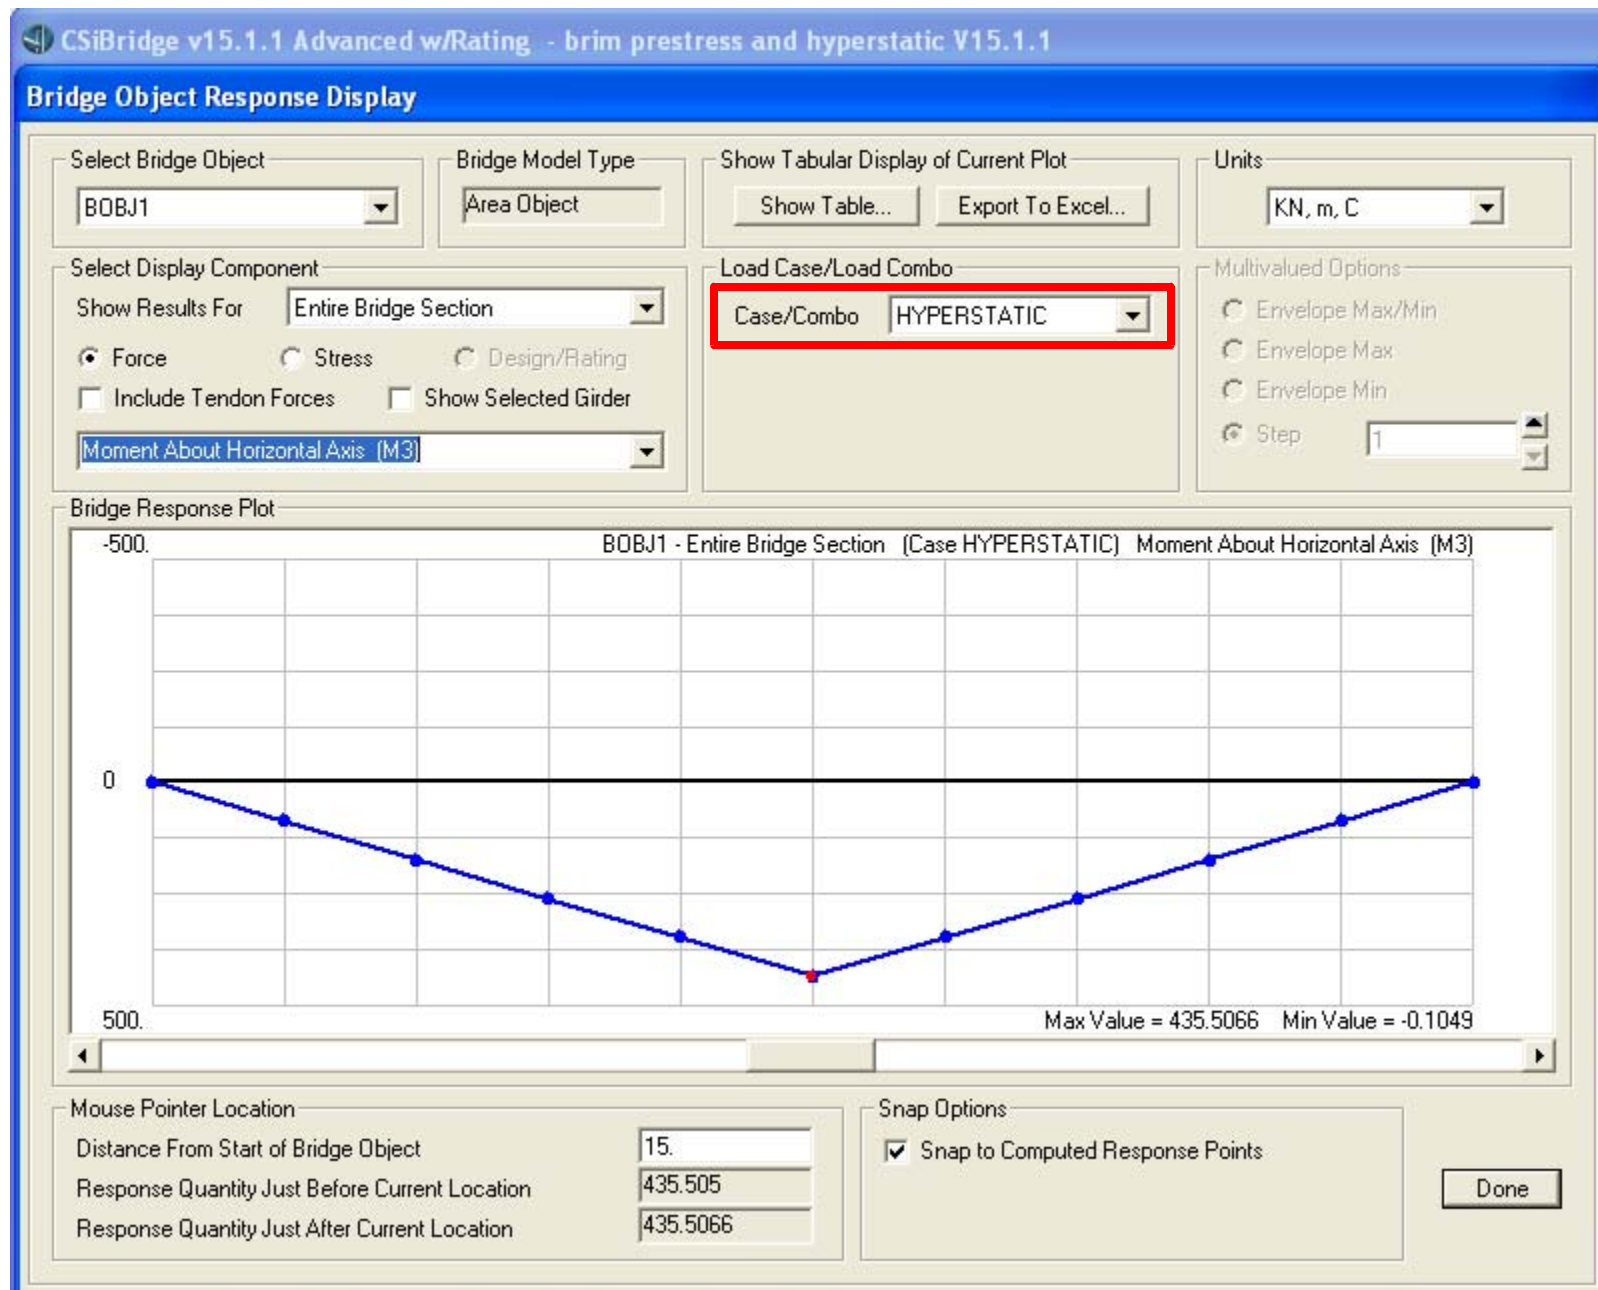 CSiBridge v15.1.1 Advanced w/Rating - brim prestress and hyperstatic V15.1.1
Bridge Object Response Display
Select Bridge Object
BOBJ1
Bridge Model Type
Area Object
Show Tabular Display of Current Plot
Show Table...
Export To Excel...
Units
KN, m, C
Select Display Component
Show Results For
Entire Bridge Section
Force
Stress
Design/Rating
Include Tendon Forces
Show Selected Girder
Moment About Horizontal Axis (M3)
Load Case/Load Combo
Case/Combo
HYPERSTATIC
Multivalued Options
Envelope Max/Min
Envelope Max
Envelope Min
Step
1
Bridge Response Plot
-500.
BOBJ1 - Entire Bridge Section (Case HYPERSTATIC) Moment About Horizontal Axis (M3)
0
500.
Max Value = 435.5066 Min Value = -0.1049
Mouse Pointer Location
Distance From Start of Bridge Object
15.
Response Quantity Just Before Current Location
435.505
Response Quantity Just After Current Location
435.5066
Snap Options
Snap to Computed Response Points
Done